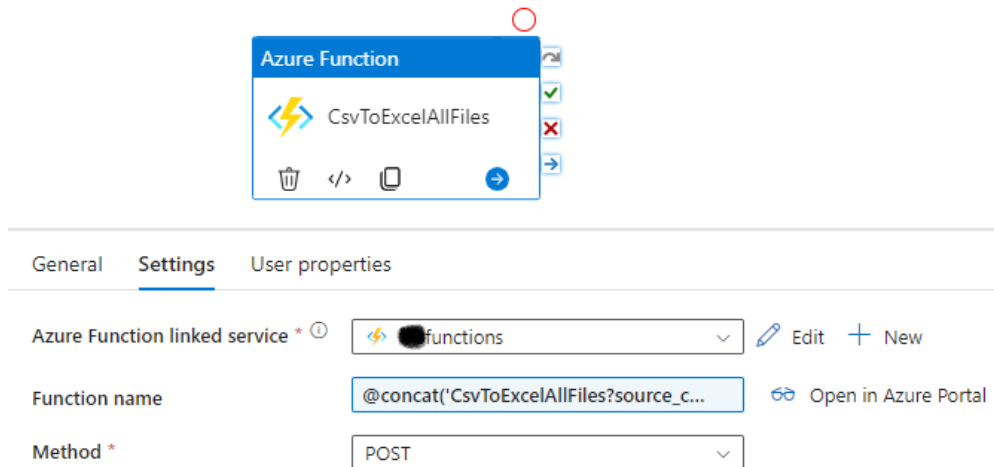 Azure Function
CsvToExcelAllFiles
General Settings User properties
Azure Function linked service * functions Edit New
Function name @concat('CsvToExcelAllFiles?source_c... Open in Azure Portal
Method * POST